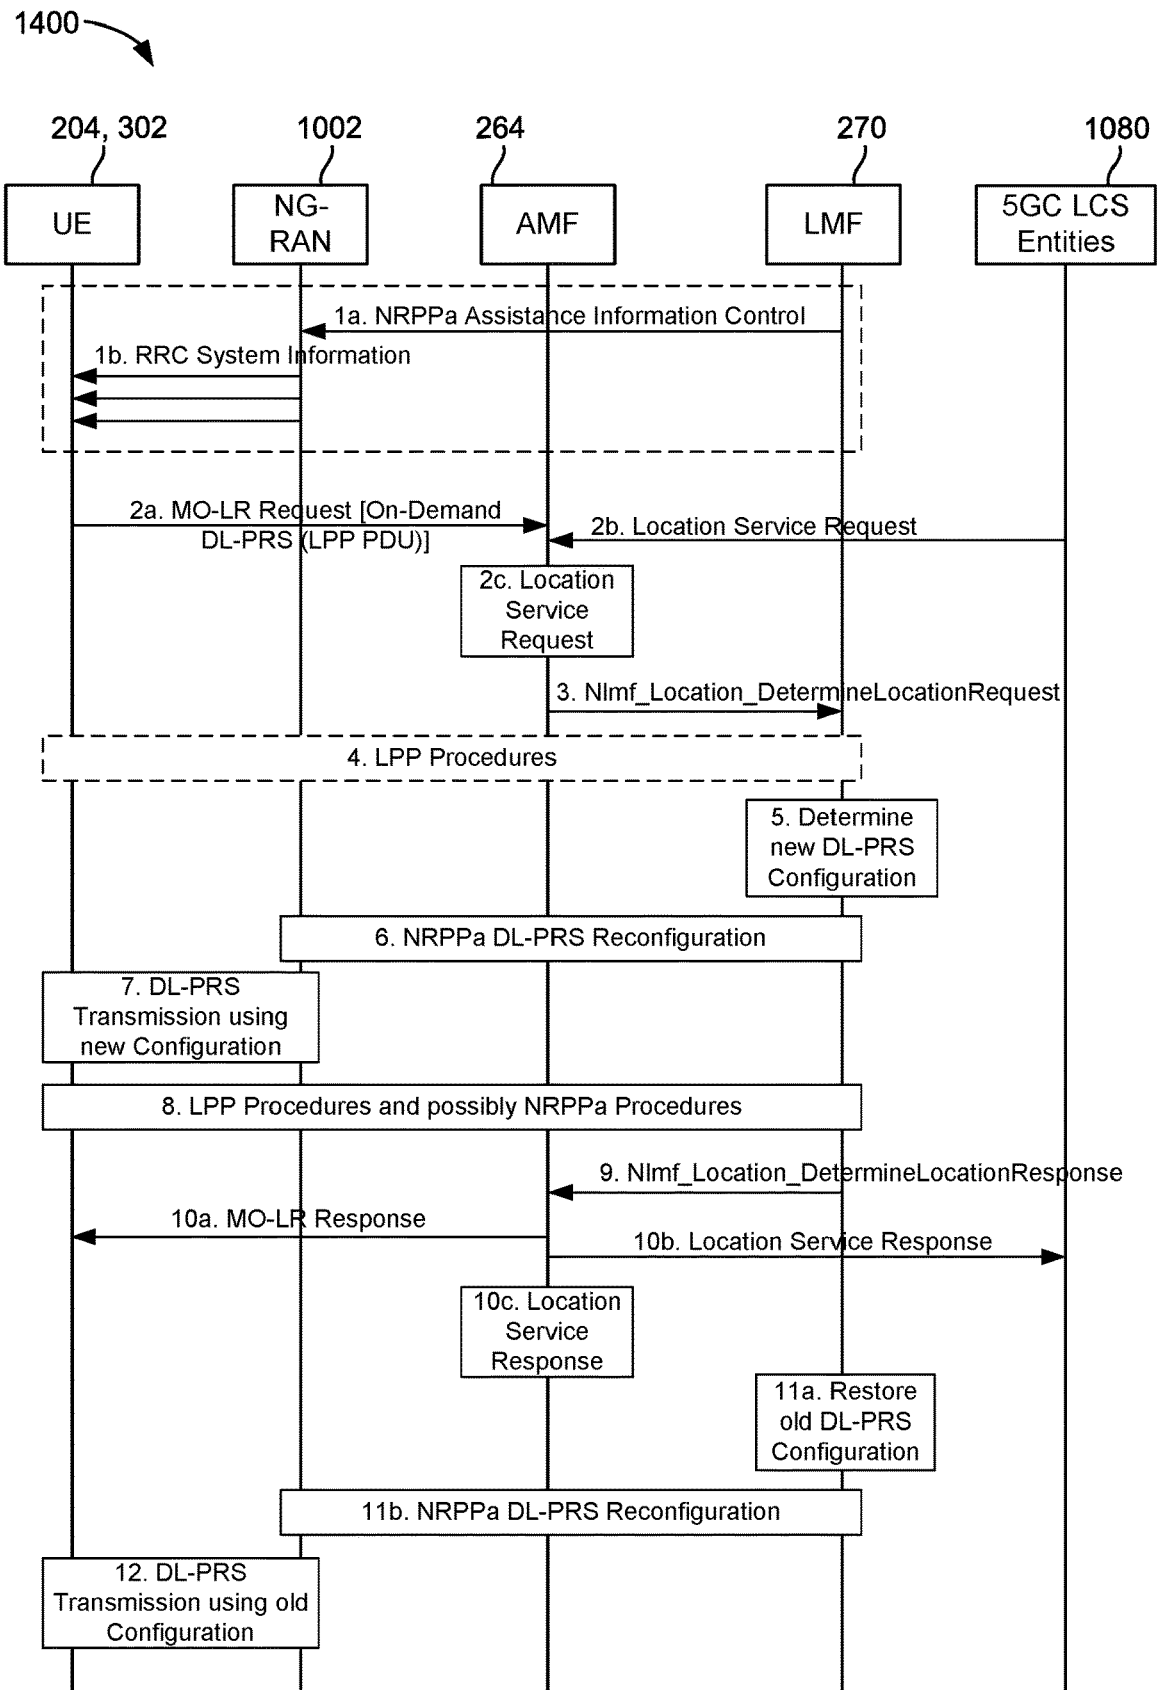 1400
204, 302
1002
264
270
1080
UE
NG-
RAN
AMF
LMF
5GC LCS
Entities
1a. NRPPa Assistance Information Control
1b. RRC System Information
2a. MO-LR Request [On-Demand
DL-PRS (LPP PDU)]
2b. Location Service Request
2c. Location
Service
Request
3. Nlmf_Location_DetermineLocationRequest
4. LPP Procedures
5. Determine
new DL-PRS
Configuration
6. NRPPa DL-PRS Reconfiguration
7. DL-PRS
Transmission using
new Configuration
8. LPP Procedures and possibly NRPPa Procedures
9. Nlmf_Location_DetermineLocationResponse
10a. MO-LR Response
10b. Location Service Response
10c. Location
Service
Response
11a. Restore
old DL-PRS
Configuration
11b. NRPPa DL-PRS Reconfiguration
12. DL-PRS
Transmission using old
Configuration